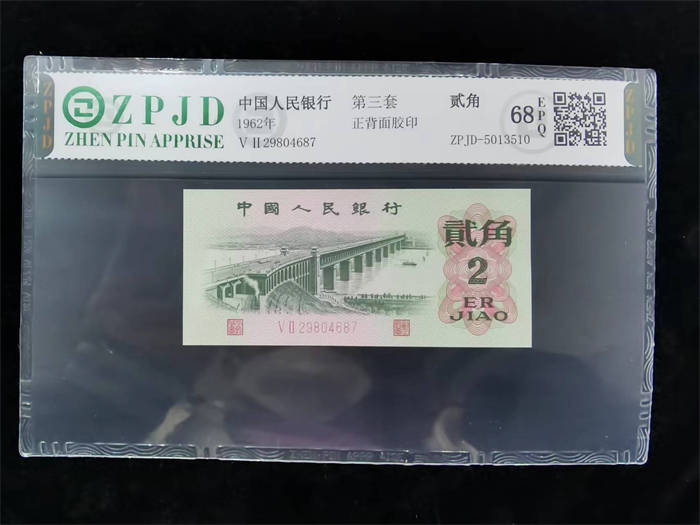 ZPJD
ZHEN PIN APPRISE
中国人民银行 第三套 贰角
1962年 正背面胶印
V II 29804687 ZPJD-5013510
68 EPQ
ZPJD
ZPJD
中國人民銀行
貳角
2
ER
JIAO
V II 29804687